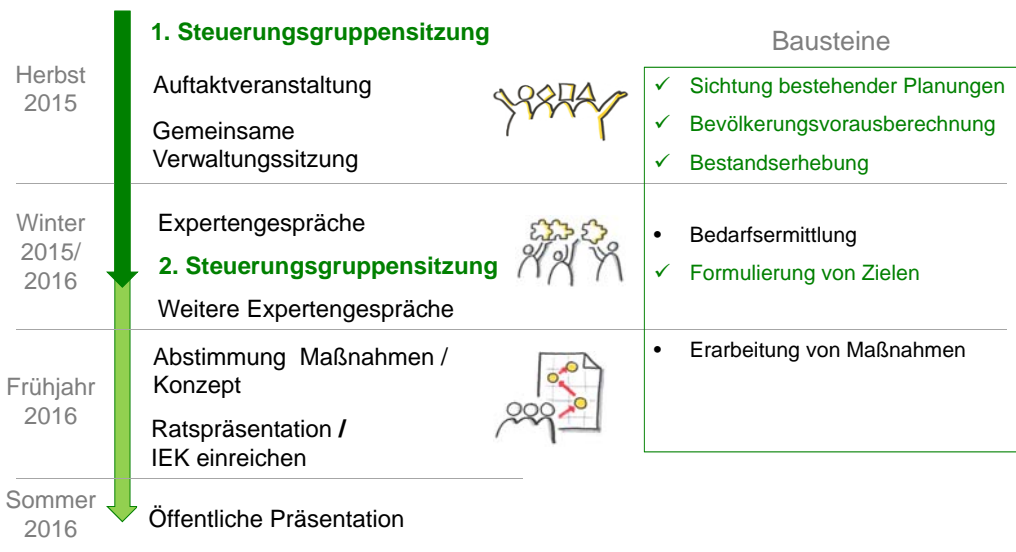 1. Steuerungsgruppensitzung
Bausteine
Herbst
2015
Auftaktveranstaltung
Gemeinsame
Verwaltungssitzung
✓ Sichtung bestehender Planungen
✓ Bevölkerungsvorausberechnung
✓ Bestandserhebung
Winter
2015/
2016
Expertengespräche
2. Steuerungsgruppensitzung
Weitere Expertengespräche
• Bedarfsermittlung
✓ Formulierung von Zielen
Frühjahr
2016
Abstimmung Maßnahmen /
Konzept
Ratspräsentation /
IEK einreichen
• Erarbeitung von Maßnahmen
Sommer
2016
Öffentliche Präsentation